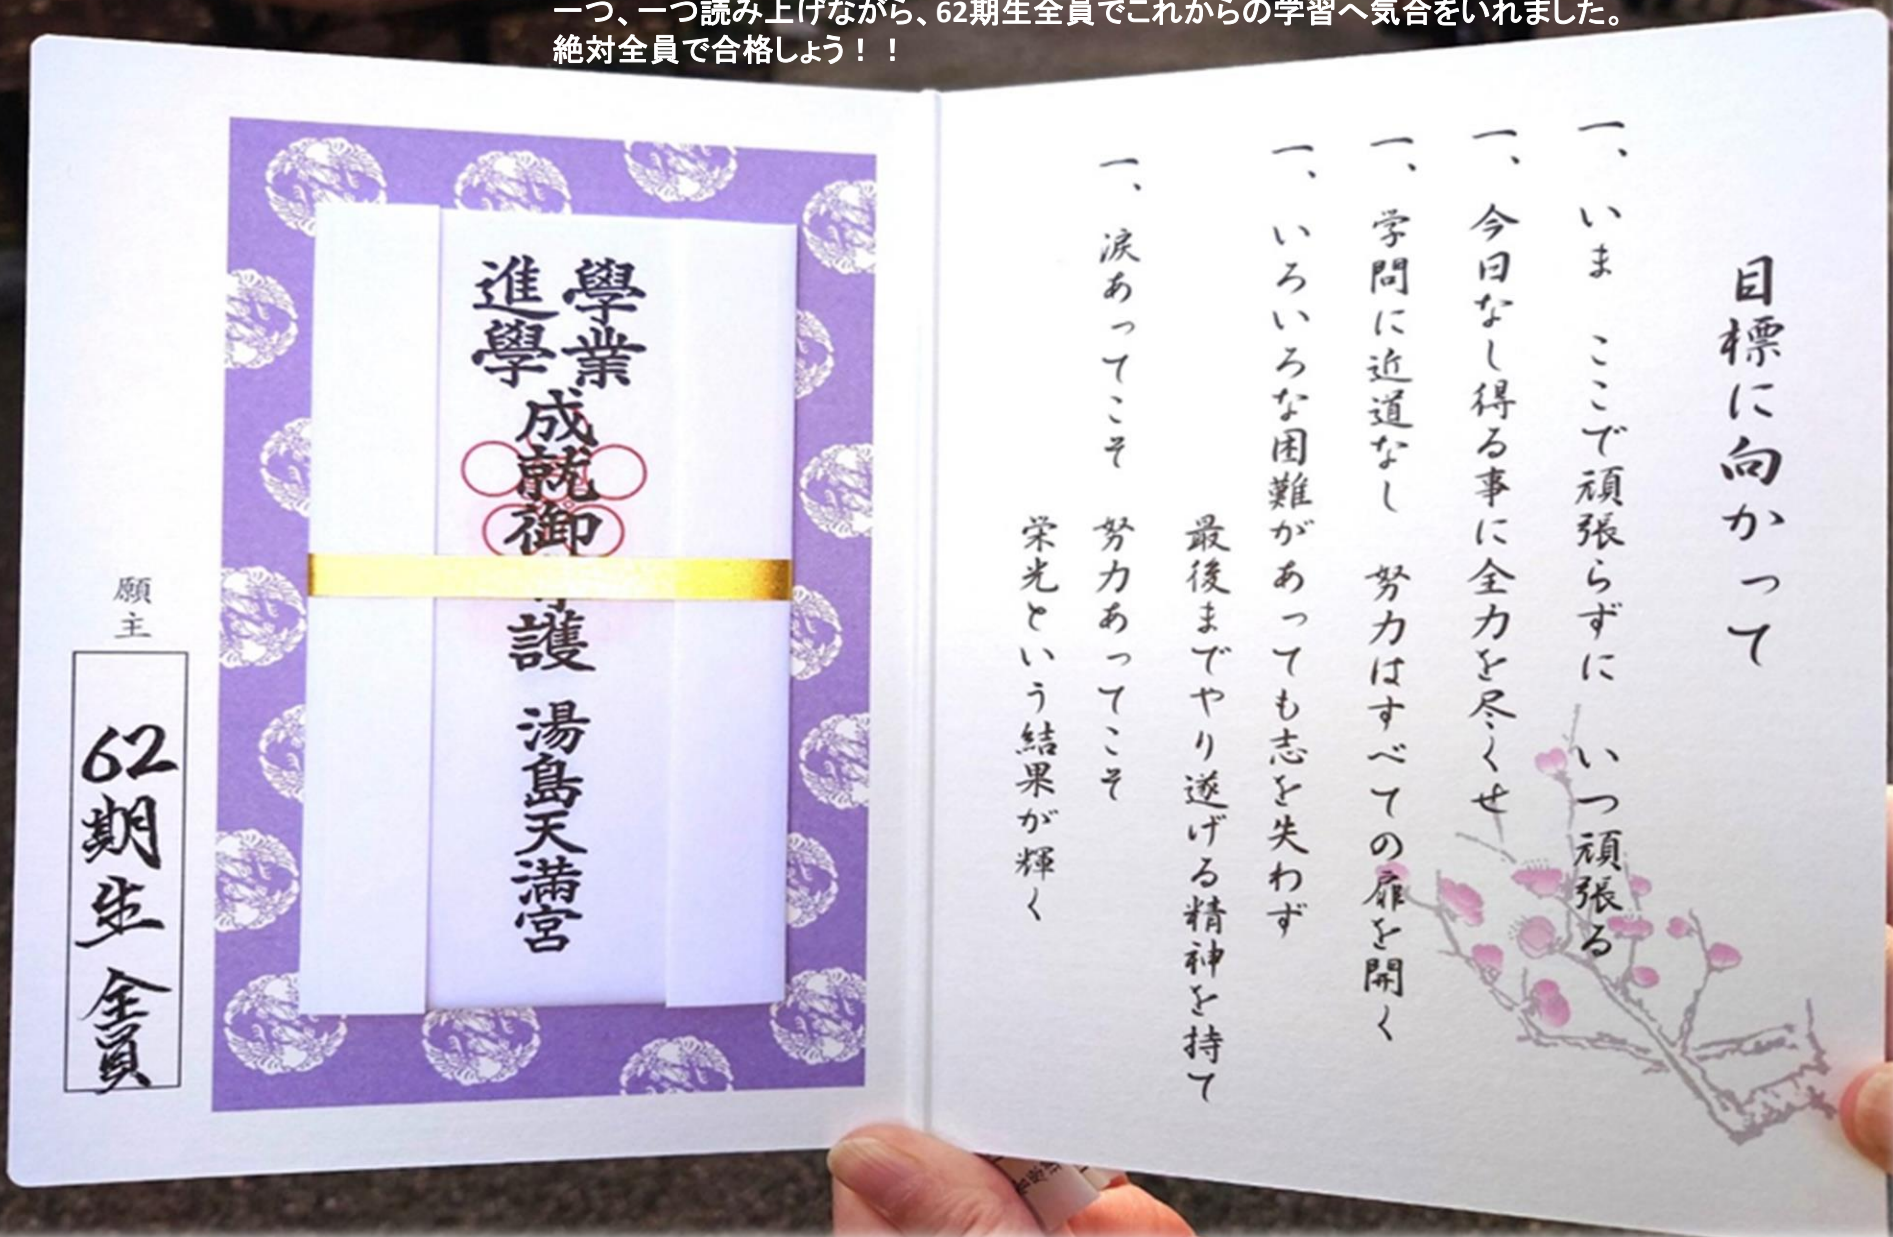 一つ、一つ読み上げながら、62期生全員でこれからの学習へ気合をいれました。
絶対全員で合格しょう！！
目標に向かって
一、いま　ここで頑張らずに　いつ頑張る
一、今日なし得る事に全力を尽くせ
一、学問に近道なし　努力はすべての扉を開く
一、いろいろな困難があっても志を失わず
最後までやり遂げる精神を持て
一、涙あってこそ　努力あってこそ
栄光という結果が輝く
學業
進學
成就御
護
湯島天満宮
願主
62期生 全員